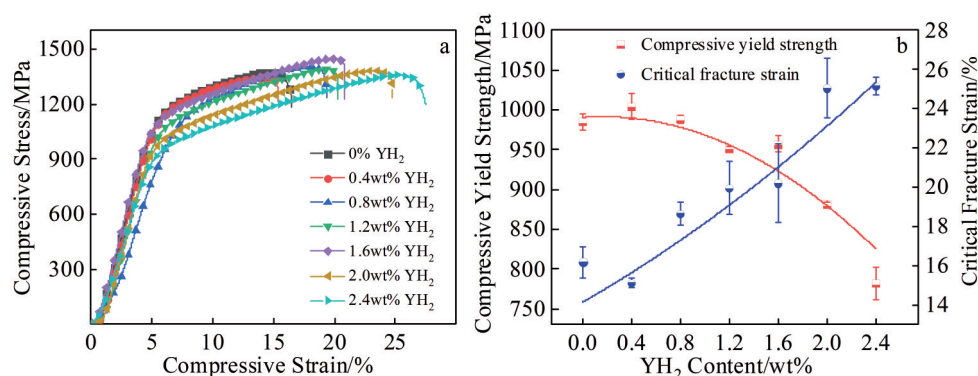 a
1500
1200
900
600
300
0
5
10
15
20
25
30
Compressive Stress/MPa
Compressive Strain/%
0% YH₂
0.4wt% YH₂
0.8wt% YH₂
1.2wt% YH₂
1.6wt% YH₂
2.0wt% YH₂
2.4wt% YH₂
b
Compressive yield strength
Critical fracture strain
Compressive Yield Strength/MPa
1100
1050
1000
950
900
850
800
750
0.0
0.4
0.8
1.2
1.6
2.0
2.4
YH₂ Content/wt%
28
26
24
22
20
18
16
14
Critical Fracture Strain/%